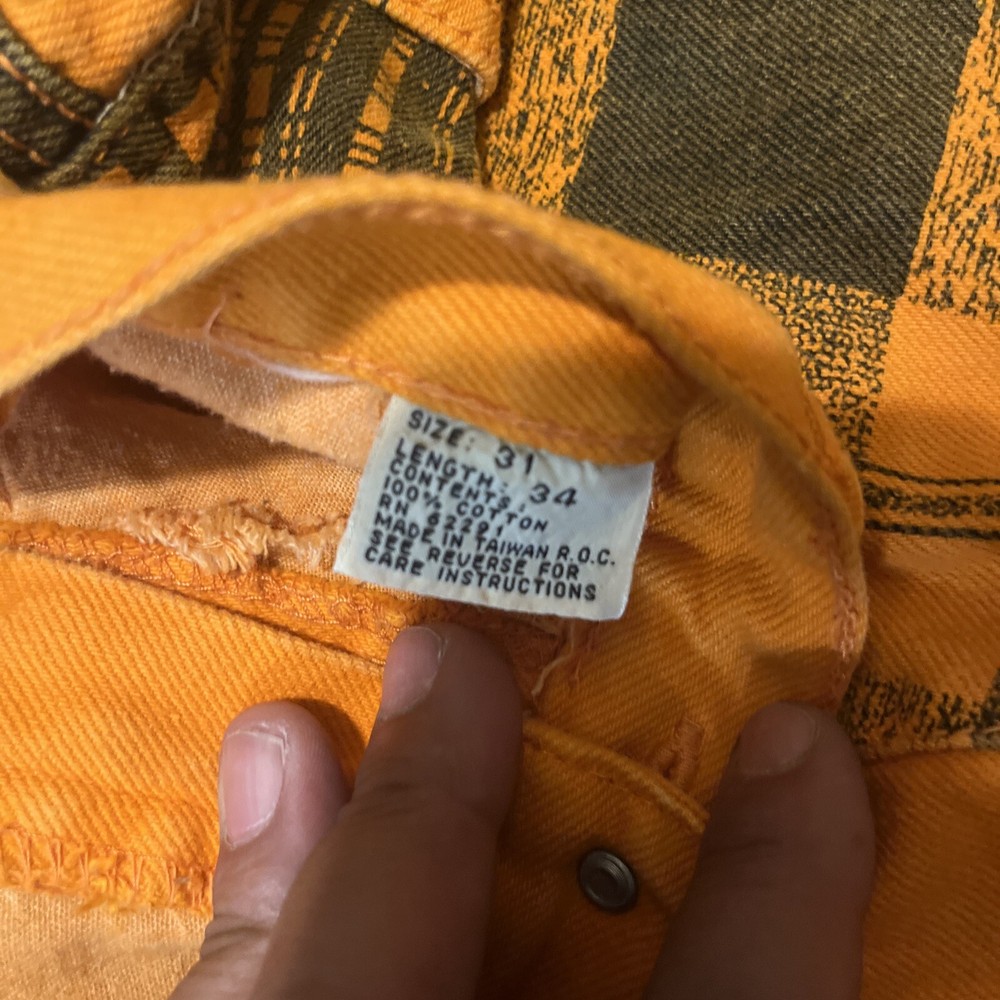 SIZE: 31
LENGTH: 34
CONTENTS:
100% COTTON
RN 62291
MADE IN TAIWAN R.O.C.
SEE REVERSE FOR
CARE INSTRUCTIONS